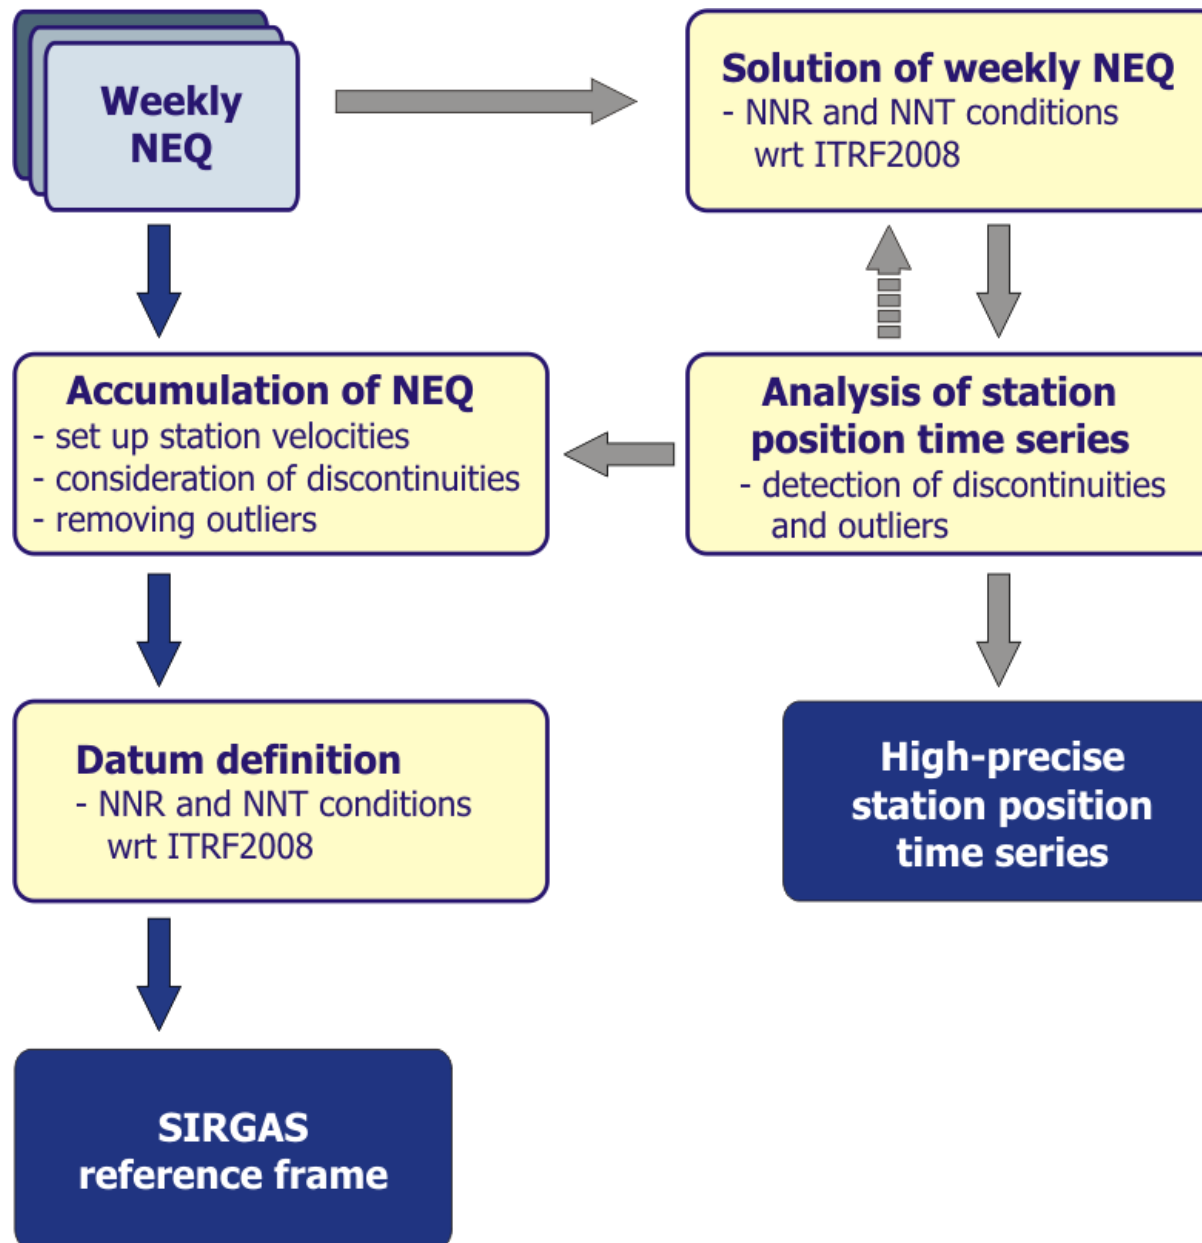 Weekly
NEQ
Solution of weekly NEQ
- NNR and NNT conditions
wrt ITRF2008
Accumulation of NEQ
- set up station velocities
- consideration of discontinuities
- removing outliers
Analysis of station
position time series
- detection of discontinuities
and outliers
Datum definition
- NNR and NNT conditions
wrt ITRF2008
High-precise
station position
time series
SIRGAS
reference frame